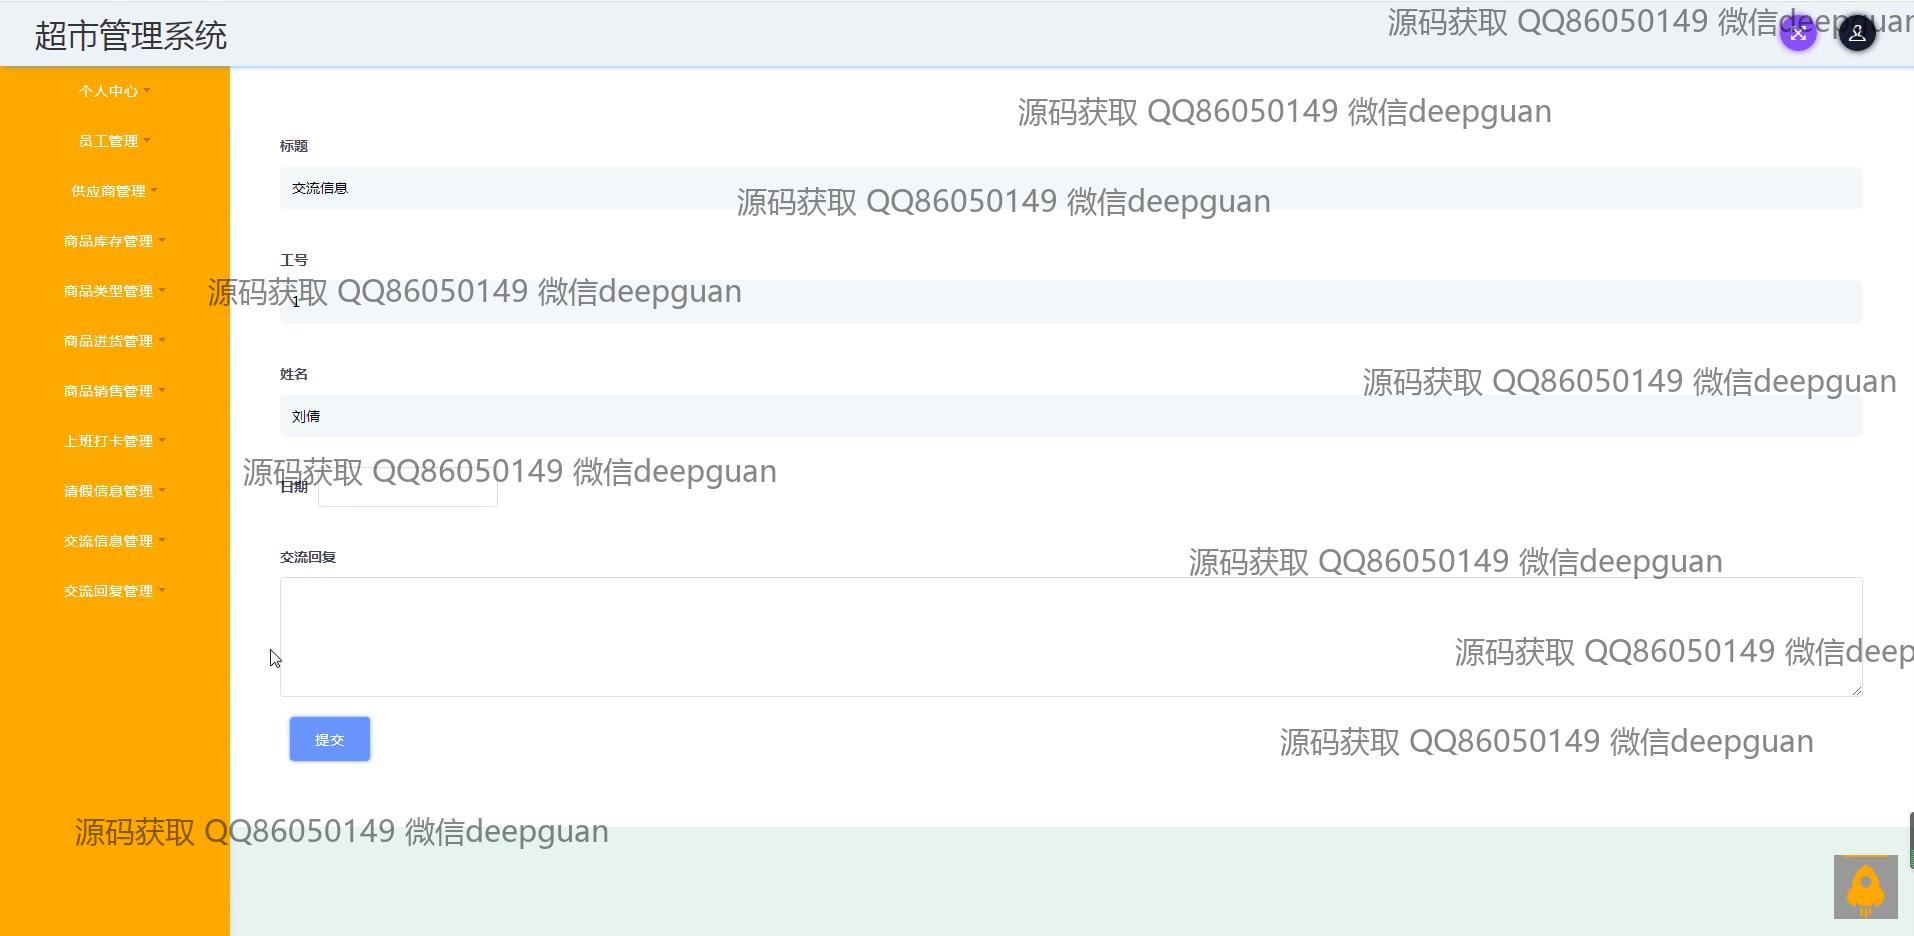 超市管理系统
源码获取 QQ86050149 微信deepguan
个人中心
源码获取 QQ86050149 微信deepguan
员工管理
标题
供应商管理
交流信息
源码获取 QQ86050149 微信deepguan
商品库存管理
工号
商品类型管理
源码获取 QQ86050149 微信deepguan
1
商品进货管理
姓名
源码获取 QQ86050149 微信deepguan
商品销售管理
刘倩
上班打卡管理
源码获取 QQ86050149 微信deepguan
请假信息管理
日期
交流信息管理
交流回复
源码获取 QQ86050149 微信deepguan
交流回复管理
源码获取 QQ86050149 微信deep
提交
源码获取 QQ86050149 微信deepguan
源码获取 QQ86050149 微信deepguan